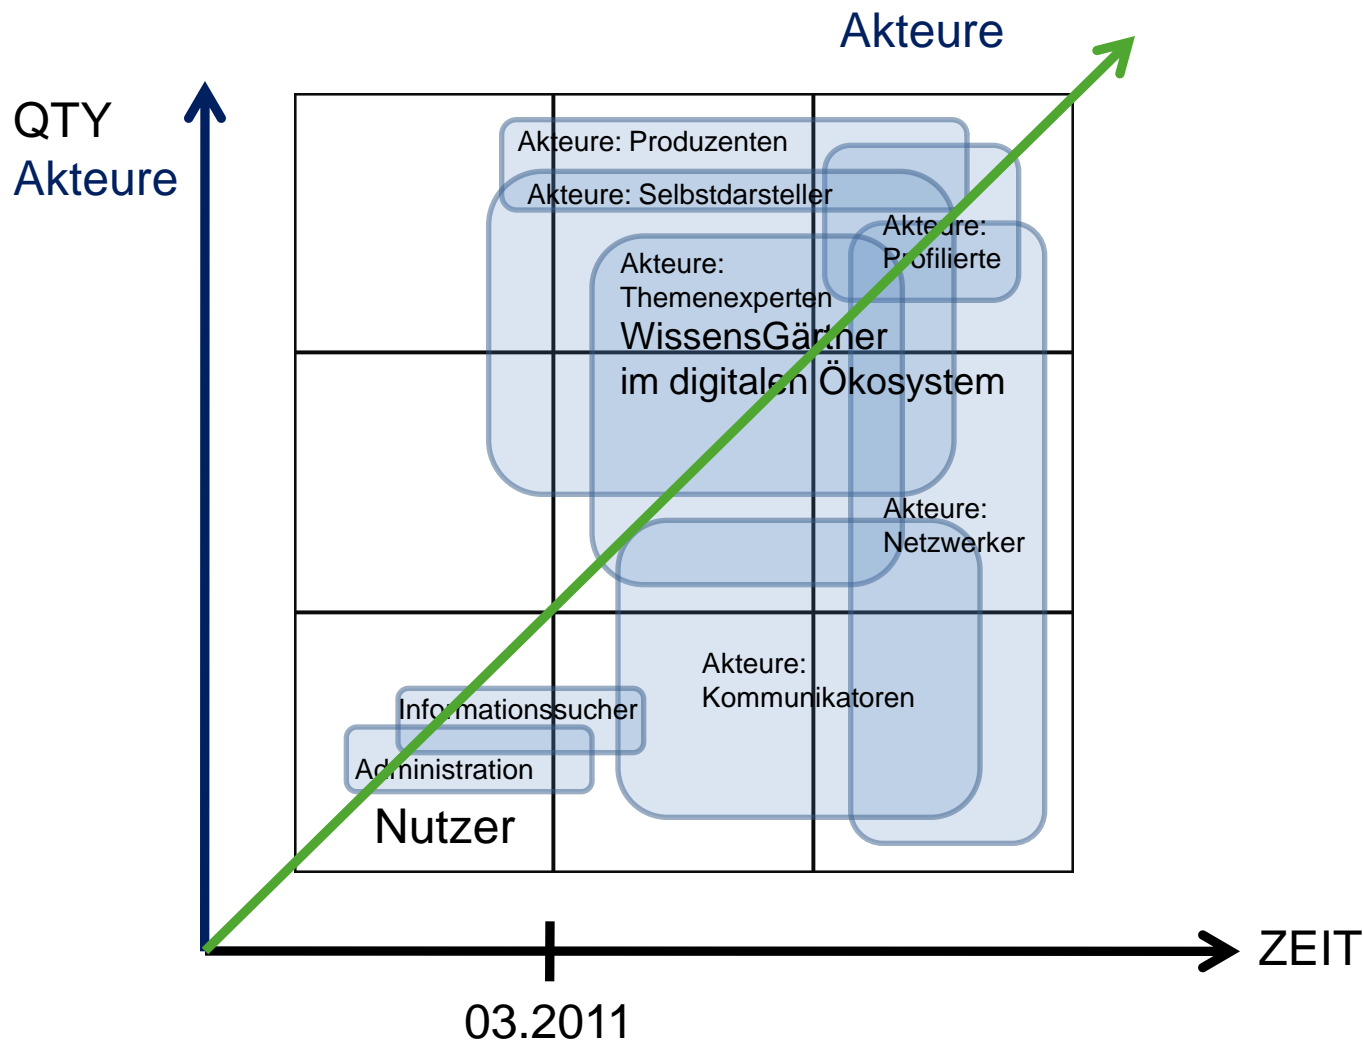 Akteure
QTY
Akteure
Akteure: Produzenten
Akteure: Selbstdarsteller
Akteure:
Profilierte
Akteure:
Themenexperten
WissensGärtner
im digitalen Ökosystem
Akteure:
Netzwerker
Akteure:
Kommunikatoren
Informationssucher
Administration
Nutzer
ZEIT
03.2011